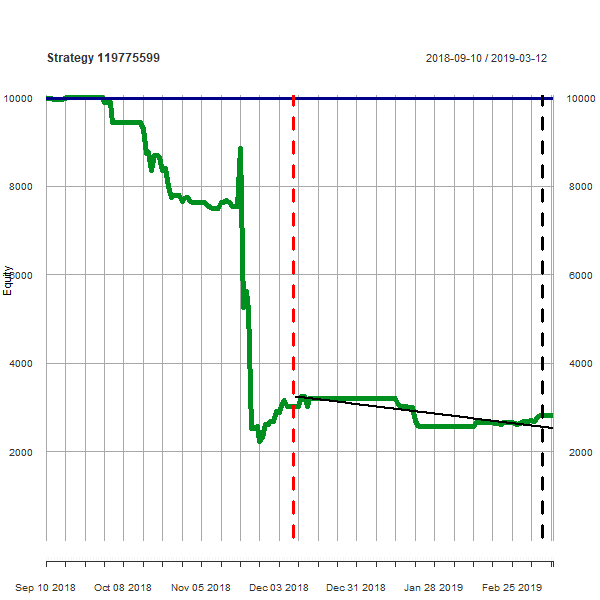 Strategy 119775599
2018-09-10 / 2019-03-12
10000
10000
8000
8000
Equity
6000
6000
4000
4000
2000
2000
Sep 10 2018
Oct 08 2018
Nov 05 2018
Dec 03 2018
Dec 31 2018
Jan 28 2019
Feb 25 2019